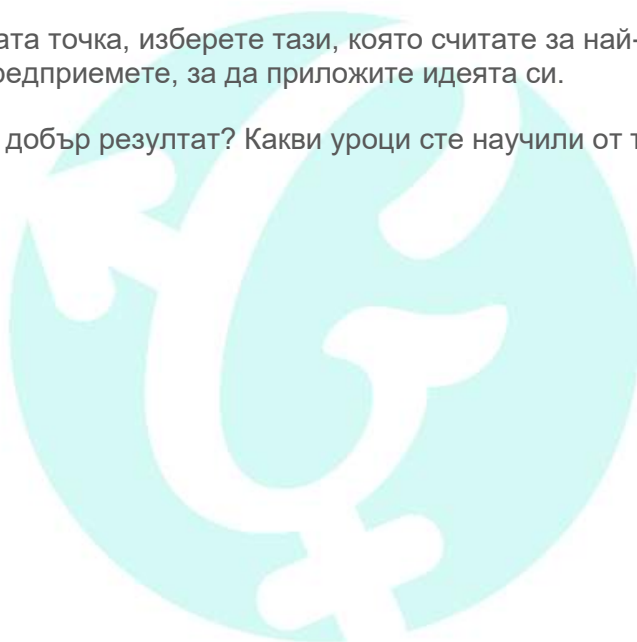 ата точка, изберете тази, която считате за най-
редприемете, за да приложите идеята си.
добър резултат? Какви уроци сте научили от т